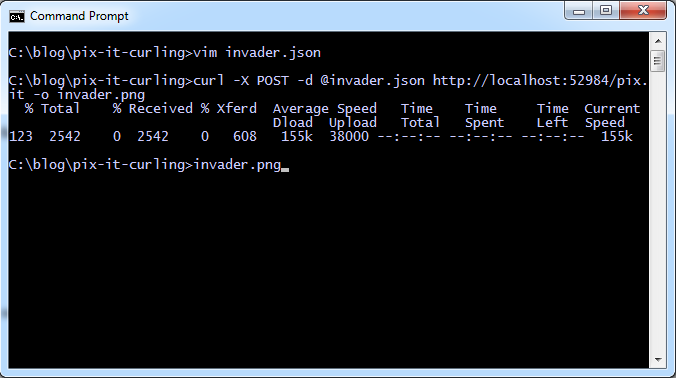 Command Prompt
C:\blog\pix-it-curling>vim invader.json
C:\blog\pix-it-curling>curl -X POST -d @invader.json http://localhost:52984/pix.
it -o invader.png
  % Total    % Received % Xferd  Average Speed   Time    Time     Time  Current
                                 Dload  Upload   Total   Spent    Left  Speed
123  2542    0  2542    0   608   155k  38000 --:--:-- --:--:-- --:--:--  155k
C:\blog\pix-it-curling>invader.png